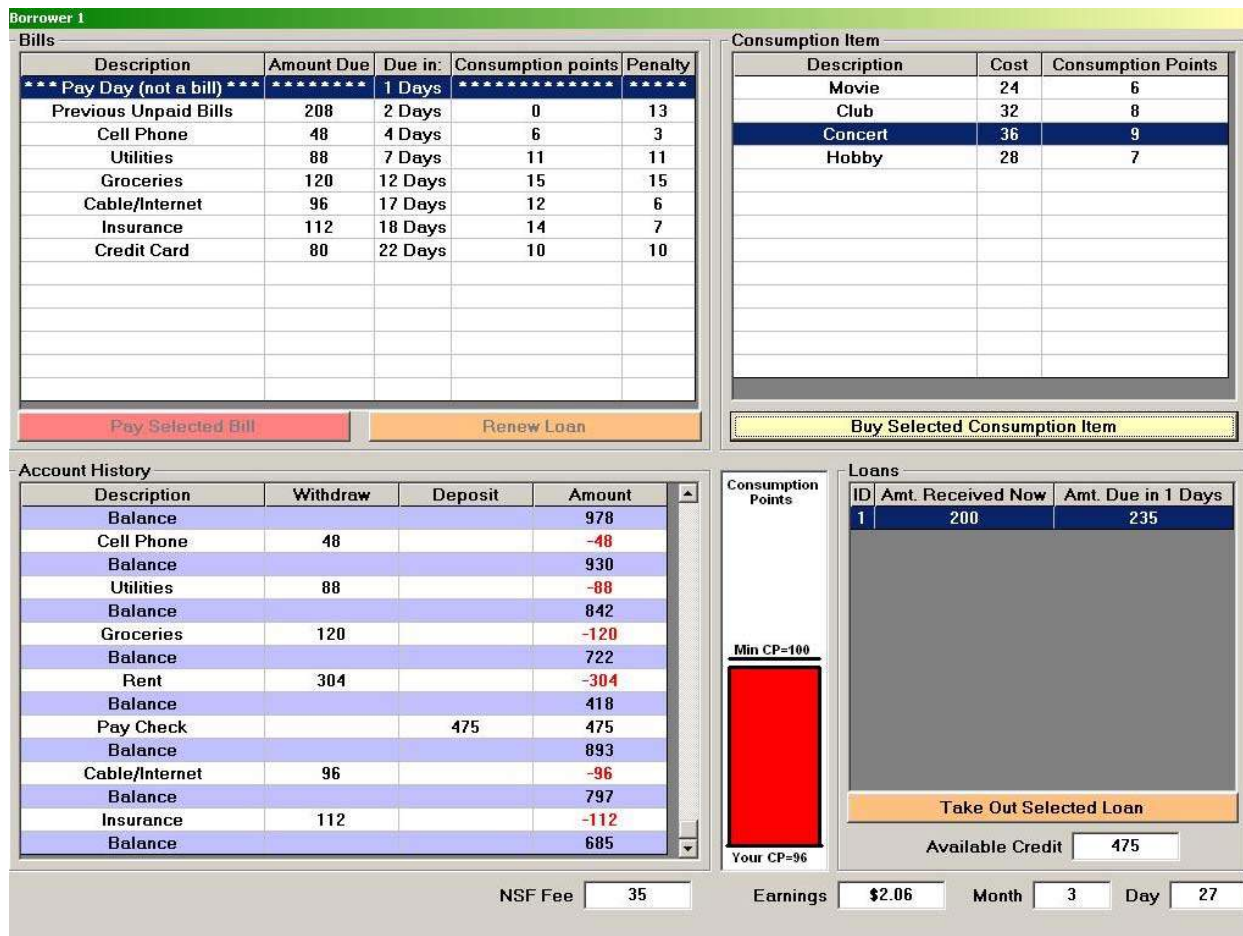 Borrower 1
Bills
Description Amount Due Due in: Consumption points Penalty
* * * Pay Day (not a bill) * * * * * * * * * * * 1 Days * * * * * * * * * * * * * * * * * *
Previous Unpaid Bills 208 2 Days 0 13
Cell Phone 48 4 Days 6 3
Utilities 88 7 Days 11 11
Groceries 120 12 Days 15 15
Cable/Internet 96 17 Days 12 6
Insurance 112 18 Days 14 7
Credit Card 80 22 Days 10 10
Pay Selected Bill Renew Loan
Consumption Item
Description Cost Consumption Points
Movie 24 6
Club 32 8
Concert 36 9
Hobby 28 7
Buy Selected Consumption Item
Account History
Description Withdraw Deposit Amount
Balance 978
Cell Phone 48 -48
Balance 930
Utilities 88 -88
Balance 842
Groceries 120 -120
Balance 722
Rent 304 -304
Balance 418
Pay Check 475 475
Balance 893
Cable/Internet 96 -96
Balance 797
Insurance 112 -112
Balance 685
Consumption
Points
Min CP=100
Your CP=96
Loans
ID Amt. Received Now Amt. Due in 1 Days
1 200 235
Take Out Selected Loan
Available Credit 475
NSF Fee 35 Earnings $2.06 Month 3 Day 27